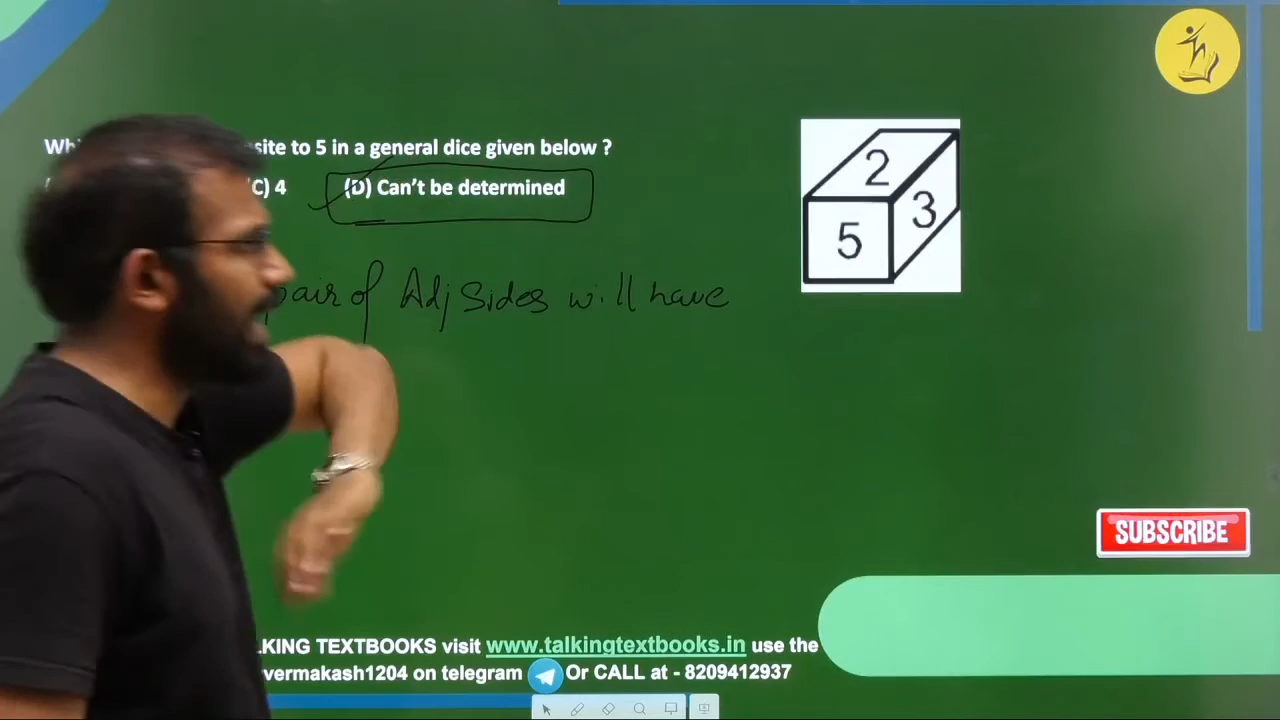 site to 5 in a general dice given below ?
C) 4 (D) Can't be determined
pair of Adj sides will have
2
5
3
SUBSCRIBE
KING TEXTBOOKS visit www.talkingtextbooks.in use the
vermakash1204 on telegram Or CALL at - 8209412937